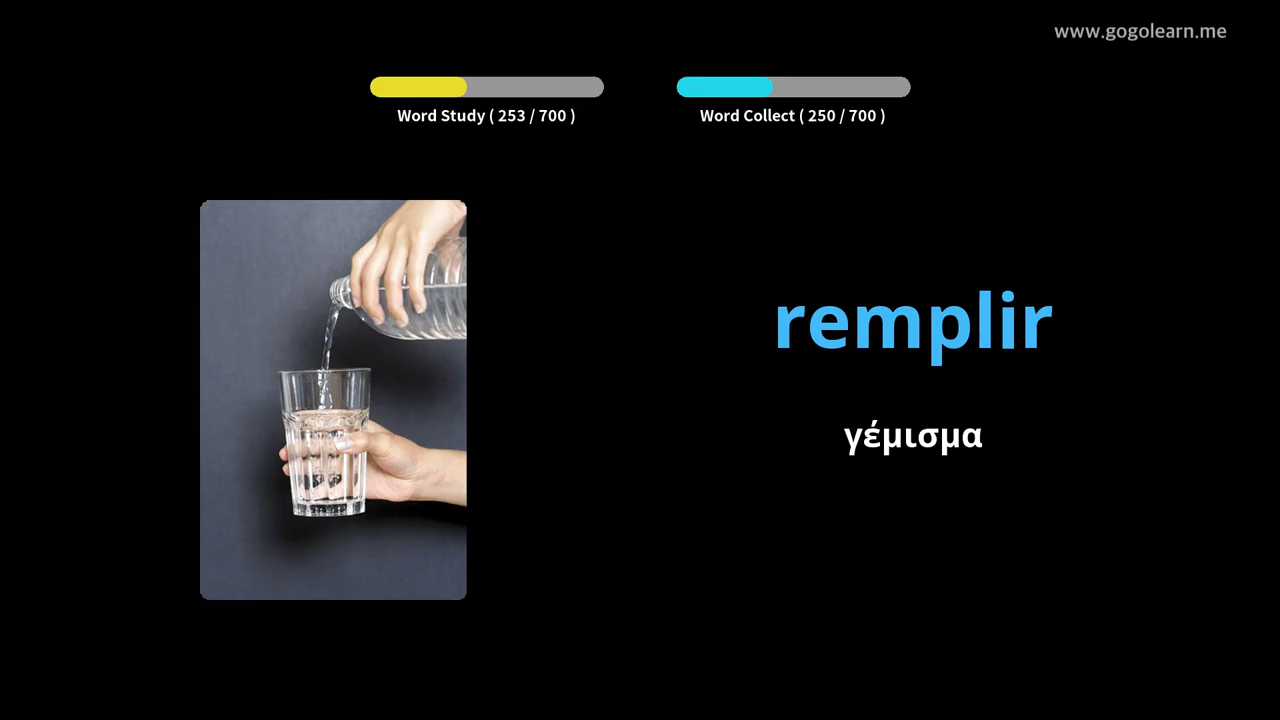 www.gogolearn.me
Word Study ( 253 / 700 )
Word Collect ( 250 / 700 )
remplir
γέμισμα